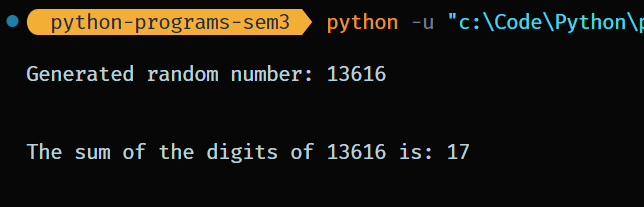 python-programs-sem3 python -u "c:\Code\Python\p
Generated random number: 13616
The sum of the digits of 13616 is: 17